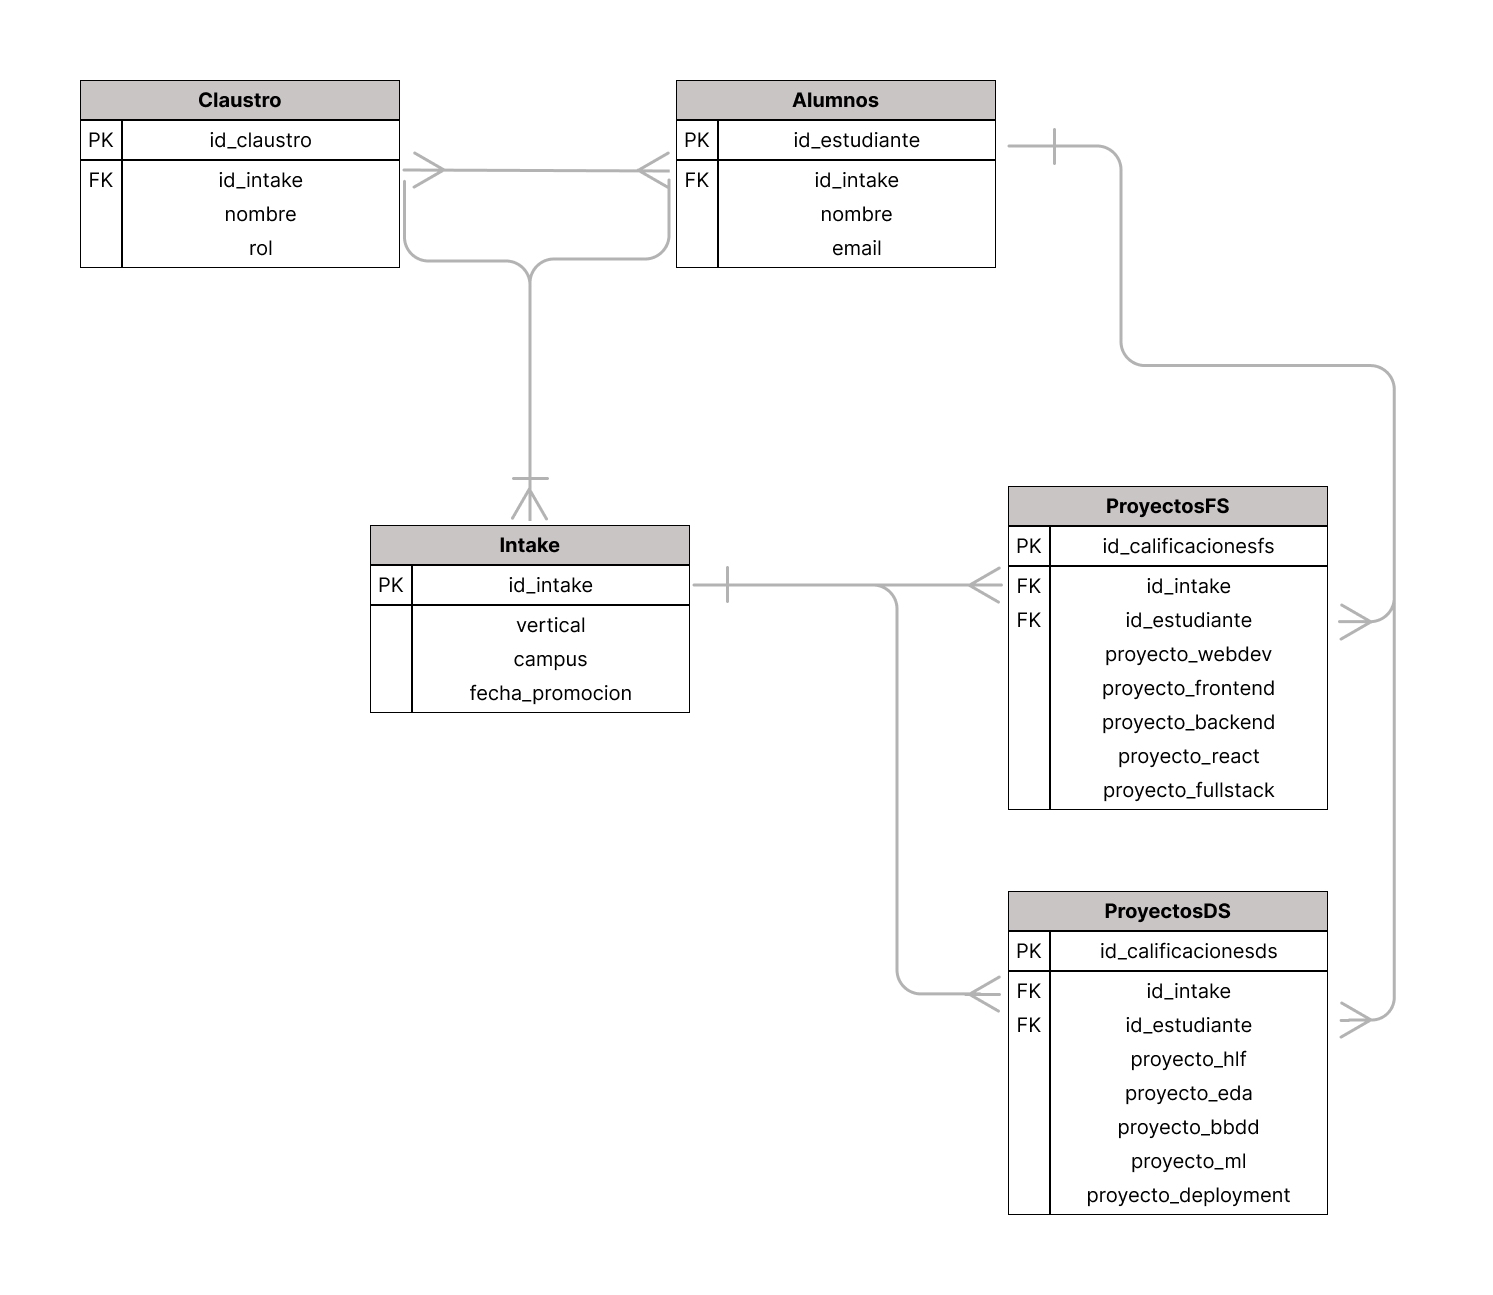 Claustro
PK id_claustro
FK id_intake
nombre
rol
Alumnos
PK id_estudiante
FK id_intake
nombre
email
Intake
PK id_intake
vertical
campus
fecha_promocion
ProyectosFS
PK id_calificacionesfs
FK id_intake
FK id_estudiante
proyecto_webdev
proyecto_frontend
proyecto_backend
proyecto_react
proyecto_fullstack
ProyectosDS
PK id_calificacionesds
FK id_intake
FK id_estudiante
proyecto_hlf
proyecto_eda
proyecto_bbdd
proyecto_ml
proyecto_deployment